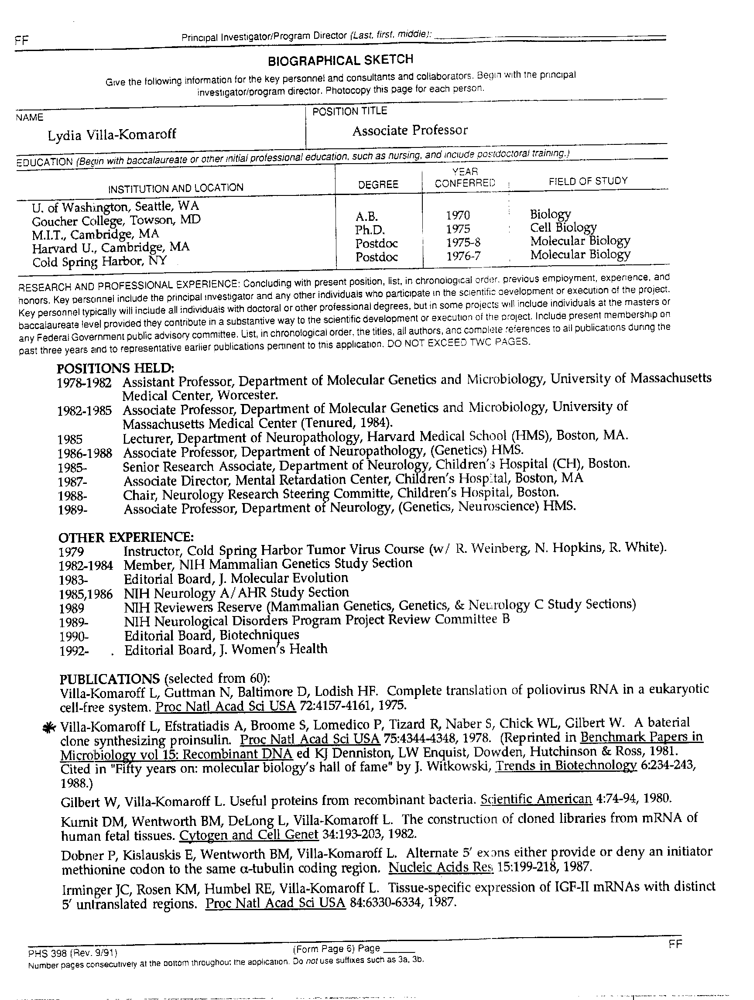 FF
Principal Investigator/Program Director (Last, first, middle):
BIOGRAPHICAL SKETCH
Give the following information for the key personnel and consultants and collaborators. Begin with the principal
investigator/program director. Photocopy this page for each person.
NAME
POSITION TITLE
Lydia Villa-Komaroff
Associate Professor
EDUCATION (Begin with baccalaureate or other initial professional education, such as nursing, and include postdoctoral training.)
INSTITUTION AND LOCATION
DEGREE
YEAR
CONFERRED
FIELD OF STUDY
U. of Washington, Seattle, WA
Goucher College, Towson, MD A.B. 1970 Biology
M.I.T., Cambridge, MA Ph.D. 1975 Cell Biology
Harvard U., Cambridge, MA Postdoc 1975-8 Molecular Biology
Cold Spring Harbor, NY Postdoc 1976-7 Molecular Biology
RESEARCH AND PROFESSIONAL EXPERIENCE: Concluding with present position, list, in chronological order, previous employment, experience, and
honors. Key personnel include the principal investigator and any other individuals who participate in the scientific development or execution of the project.
Key personnel typically will include all individuals with doctoral or other professional degrees, but in some projects will include individuals at the masters or
baccalaureate level provided they contribute in a substantive way to the scientific development or execution of the project. Include present membership on
any Federal Government public advisory committee. List, in chronological order, the titles, all authors, and complete references to all publications during the
past three years and to representative earlier publications pertinent to this application. DO NOT EXCEED TWO PAGES.
POSITIONS HELD:
1978-1982 Assistant Professor, Department of Molecular Genetics and Microbiology, University of Massachusetts
Medical Center, Worcester.
1982-1985 Associate Professor, Department of Molecular Genetics and Microbiology, University of
Massachusetts Medical Center (Tenured, 1984).
1985 Lecturer, Department of Neuropathology, Harvard Medical School (HMS), Boston, MA.
1986-1988 Associate Professor, Department of Neuropathology, (Genetics) HMS.
1985- Senior Research Associate, Department of Neurology, Children's Hospital (CH), Boston.
1987- Associate Director, Mental Retardation Center, Children's Hospital, Boston, MA
1988- Chair, Neurology Research Steering Committe, Children's Hospital, Boston.
1989- Associate Professor, Department of Neurology, (Genetics, Neuroscience) HMS.
OTHER EXPERIENCE:
1979 Instructor, Cold Spring Harbor Tumor Virus Course (w/ R. Weinberg, N. Hopkins, R. White).
1982-1984 Member, NIH Mammalian Genetics Study Section
1983- Editorial Board, J. Molecular Evolution
1985,1986 NIH Neurology A/AHR Study Section
1989 NIH Reviewers Reserve (Mammalian Genetics, Genetics, & Neurology C Study Sections)
1989- NIH Neurological Disorders Program Project Review Committee B
1990- Editorial Board, Biotechniques
1992- Editorial Board, J. Women's Health
PUBLICATIONS (selected from 60):
Villa-Komaroff L, Guttman N, Baltimore D, Lodish HF. Complete translation of poliovirus RNA in a eukaryotic
cell-free system. Proc Natl Acad Sci USA 72:4157-4161, 1975.
✱ Villa-Komaroff L, Efstratiadis A, Broome S, Lomedico P, Tizard R, Naber S, Chick WL, Gilbert W. A baterial
clone synthesizing proinsulin. Proc Natl Acad Sci USA 75:4344-4348, 1978. (Reprinted in Benchmark Papers in
Microbiology vol 15: Recombinant DNA ed KJ Denniston, LW Enquist, Dowden, Hutchinson & Ross, 1981.
Cited in "Fifty years on: molecular biology's hall of fame" by J. Witkowski, Trends in Biotechnology 6:234-243,
1988.)
Gilbert W, Villa-Komaroff L. Useful proteins from recombinant bacteria. Scientific American 4:74-94, 1980.
Kurnit DM, Wentworth BM, DeLong L, Villa-Komaroff L. The construction of cloned libraries from mRNA of
human fetal tissues. Cytogen and Cell Genet 34:193-203, 1982.
Dobner P, Kislauskis E, Wentworth BM, Villa-Komaroff L. Alternate 5' exons either provide or deny an initiator
methionine codon to the same α-tubulin coding region. Nucleic Acids Res 15:199-218, 1987.
Irminger JC, Rosen KM, Humbel RE, Villa-Komaroff L. Tissue-specific expression of IGF-II mRNAs with distinct
5' untranslated regions. Proc Natl Acad Sci USA 84:6330-6334, 1987.
PHS 398 (Rev. 9/91)
(Form Page 6) Page
FF
Number pages consecutively at the bottom throughout the application. Do not use suffixes such as 3a, 3b.